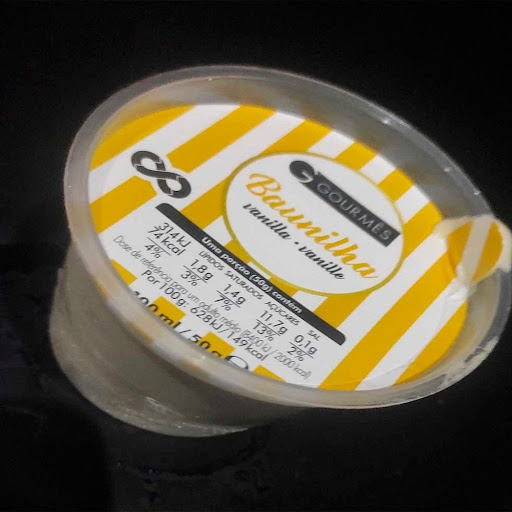 GOURMÊS
Baunilha
vanilla • vanille
Uma porção (50g) contém
LÍPIDOS SATURADOS AÇÚCARES SAL
314kJ
74kcal 1,8g 1,4g 11,7g 0,1g
4% 3% 7% 13% 2%
Dose de referência para um adulto médio (8400 kJ / 2000 kcal)
Por 100g: 628kJ / 149kcal
100ml / 50g e